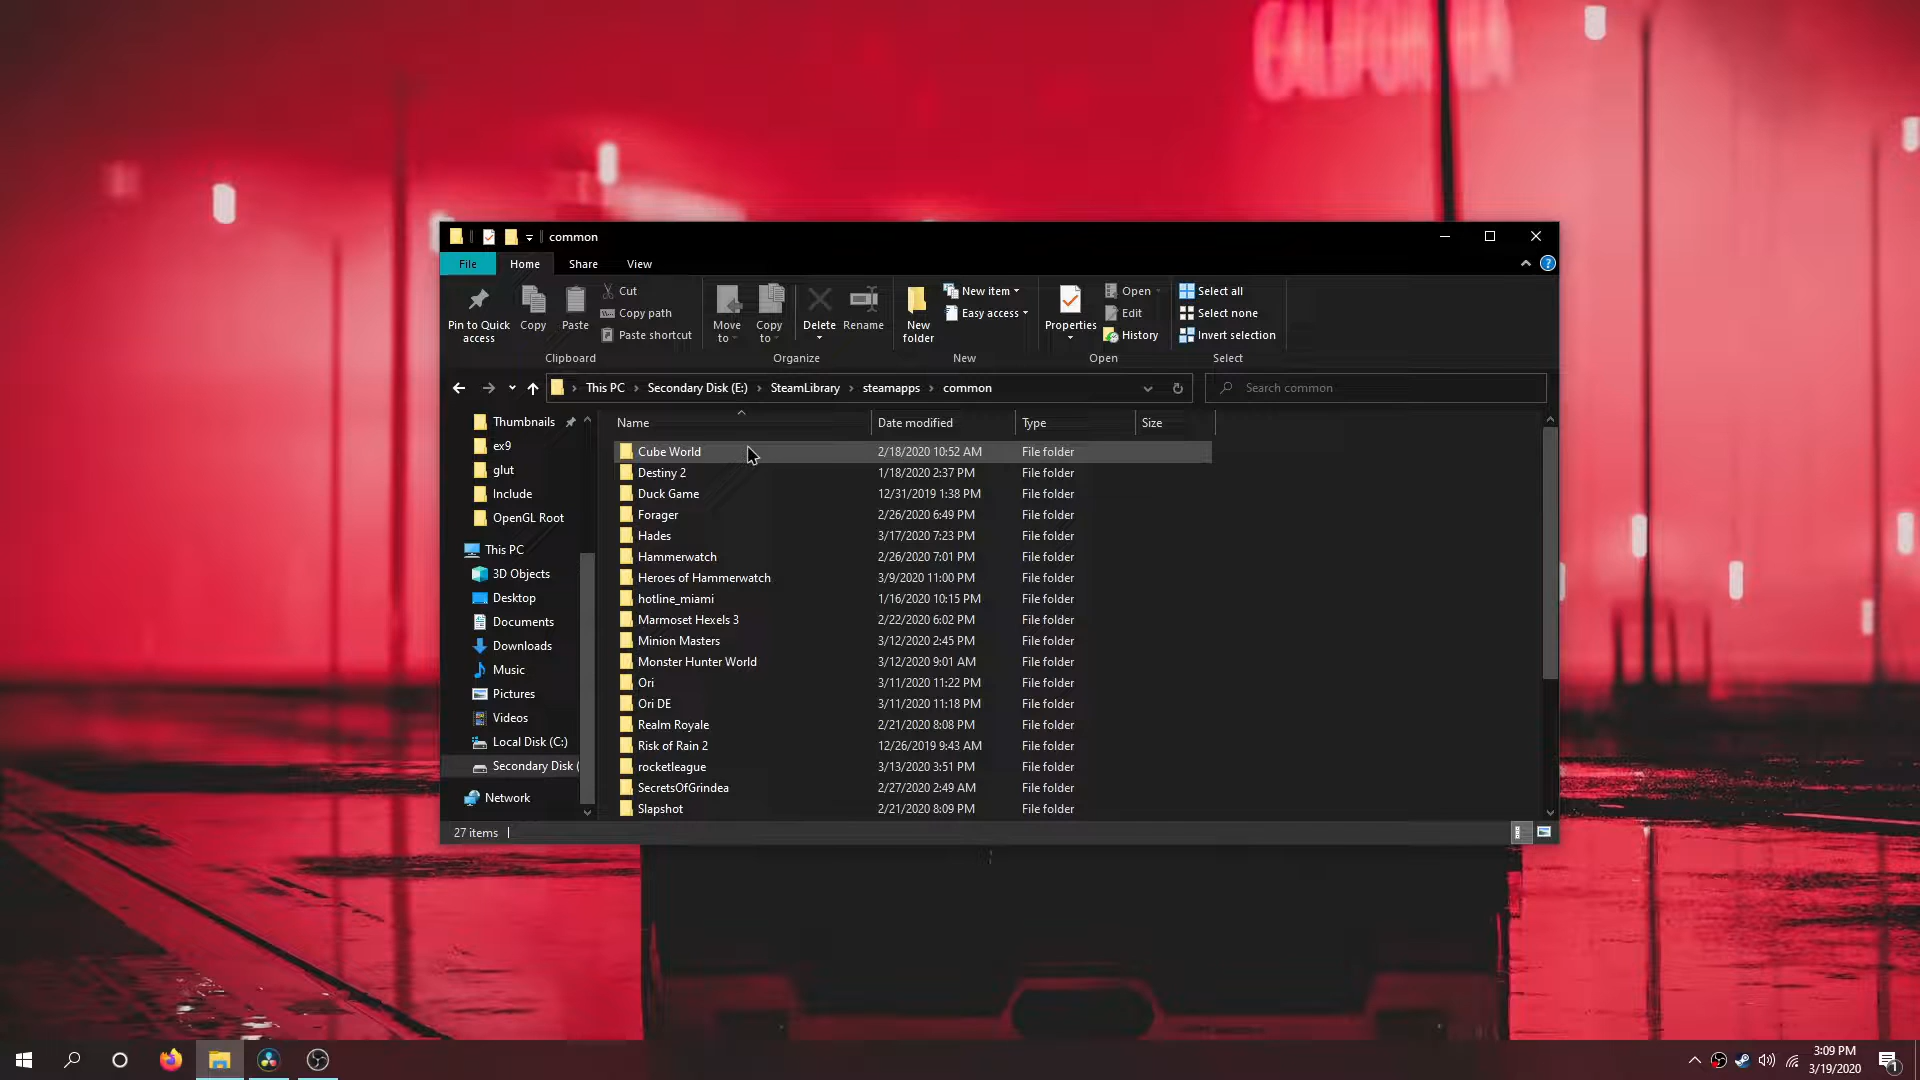 common
File
Home
Share
View
Pin to Quick access
Copy
Paste
Cut
Copy path
Paste shortcut
Clipboard
Move to
Copy to
Delete
Rename
Organize
New folder
New item
Easy access
New
Properties
Open
Edit
History
Open
Select all
Select none
Invert selection
Select
This PC > Secondary Disk (E:) > SteamLibrary > steamapps > common
Search common
Thumbnails
ex9
glut
Include
OpenGL Root
This PC
3D Objects
Desktop
Documents
Downloads
Music
Pictures
Videos
Local Disk (C:)
Secondary Disk (
Network
Name Date modified Type Size
Cube World 2/18/2020 10:52 AM File folder
Destiny 2 1/18/2020 2:37 PM File folder
Duck Game 12/31/2019 1:38 PM File folder
Forager 2/26/2020 6:49 PM File folder
Hades 3/17/2020 7:23 PM File folder
Hammerwatch 2/26/2020 7:01 PM File folder
Heroes of Hammerwatch 3/9/2020 11:00 PM File folder
hotline_miami 1/16/2020 10:15 PM File folder
Marmoset Hexels 3 2/22/2020 6:02 PM File folder
Minion Masters 3/12/2020 2:45 PM File folder
Monster Hunter World 3/12/2020 9:01 AM File folder
Ori 3/11/2020 11:22 PM File folder
Ori DE 3/11/2020 11:18 PM File folder
Realm Royale 2/21/2020 8:08 PM File folder
Risk of Rain 2 12/26/2019 9:43 AM File folder
rocketleague 3/13/2020 3:51 PM File folder
SecretsOfGrindea 2/27/2020 2:49 AM File folder
Slapshot 2/21/2020 8:09 PM File folder
27 items
3:09 PM
3/19/2020
1